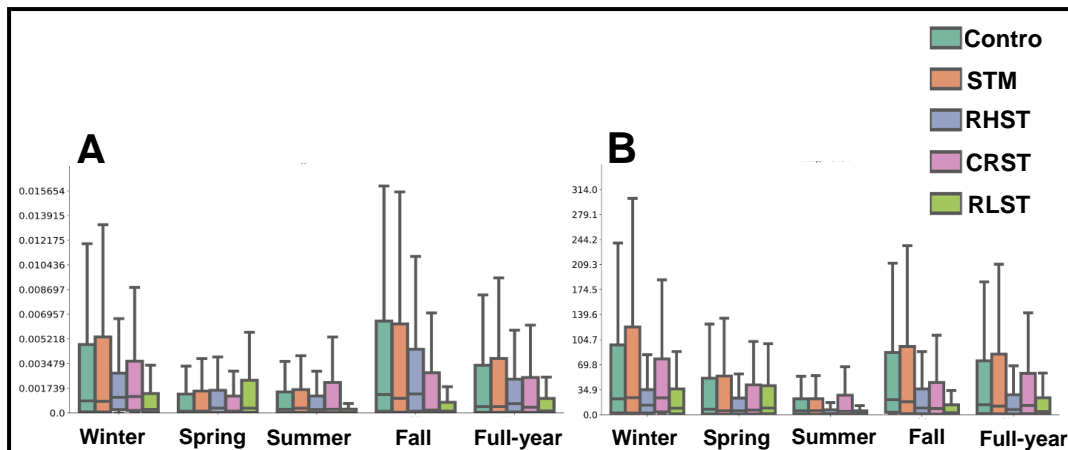 Contro
STM
RHST
CRST
RLST
A
0.015654
0.013915
0.012175
0.010436
0.008697
0.006957
0.005218
0.003479
0.001739
0.0
Winter Spring Summer Fall Full-year
B
314.0
279.1
244.2
209.3
174.5
139.6
104.7
69.8
34.9
0.0
Winter Spring Summer Fall Full-year